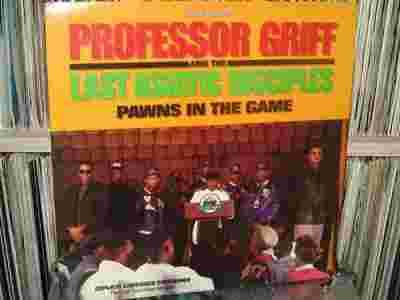 PROFESSOR GRIFF
AND THE
LAST ASIATIC DISCIPLES
PAWNS IN THE GAME